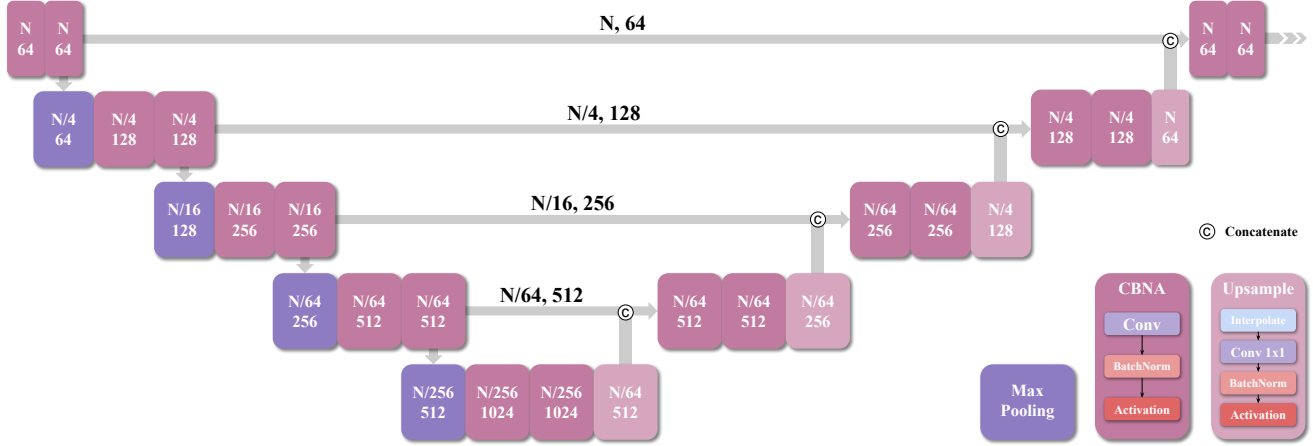 N
64
N
64
N, 64
C
N
64
N
64
N/4
64
N/4
128
N/4
128
N/4, 128
C
N/4
128
N/4
128
N
64
N/16
128
N/16
256
N/16
256
N/16, 256
C
N/64
256
N/64
256
N/4
128
C Concatenate
N/64
256
N/64
512
N/64
512
N/64, 512
C
N/64
512
N/64
512
N/64
256
N/256
512
N/256
1024
N/256
1024
N/64
512
Max
Pooling
CBNA
Conv
BatchNorm
Activation
Upsample
Interpolate
Conv 1x1
BatchNorm
Activation